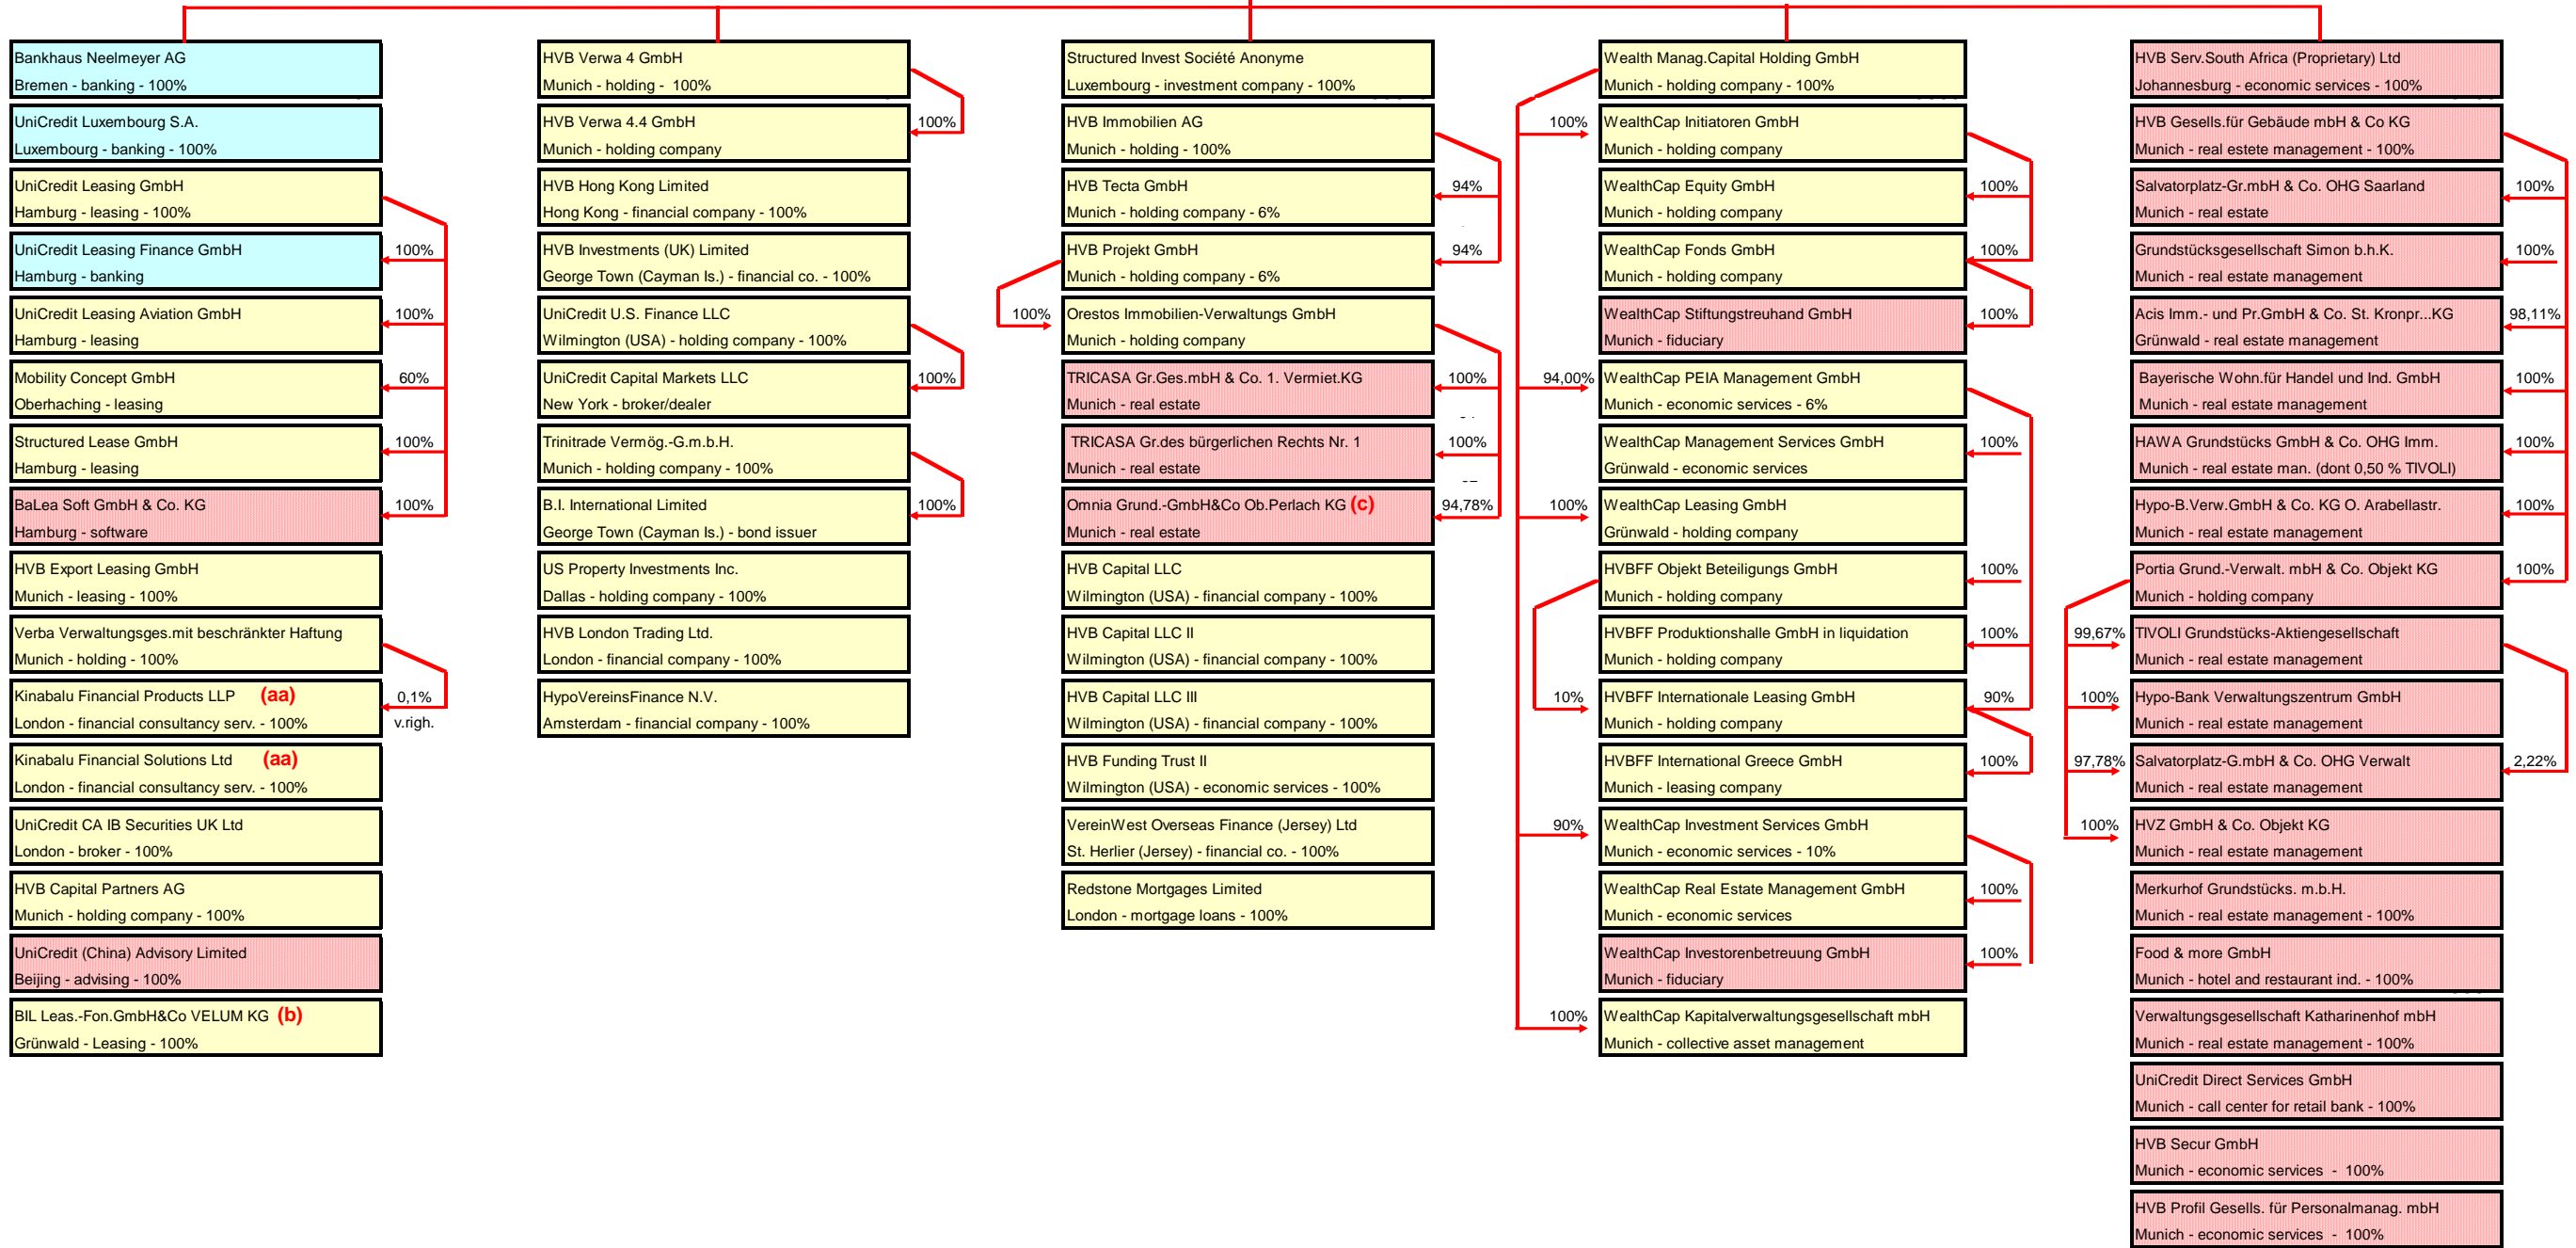 Bankhaus Neelmeyer AG
Bremen - banking - 100%
UniCredit Luxembourg S.A.
Luxembourg - banking - 100%
UniCredit Leasing GmbH
Hamburg - leasing - 100%
UniCredit Leasing Finance GmbH
Hamburg - banking
100%
UniCredit Leasing Aviation GmbH
Hamburg - leasing
100%
Mobility Concept GmbH
Oberhaching - leasing
60%
Structured Lease GmbH
Hamburg - leasing
100%
BaLea Soft GmbH & Co. KG
Hamburg - software
100%
HVB Export Leasing GmbH
Munich - leasing - 100%
Verba Verwaltungsges.mit beschränkter Haftung
Munich - holding - 100%
Kinabalu Financial Products LLP (aa)
London - financial consultancy serv. - 100%
0,1%
v.righ.
Kinabalu Financial Solutions Ltd (aa)
London - financial consultancy serv. - 100%
UniCredit CA IB Securities UK Ltd
London - broker - 100%
HVB Capital Partners AG
Munich - holding company - 100%
UniCredit (China) Advisory Limited
Beijing - advising - 100%
BIL Leas.-Fon.GmbH&Co VELUM KG (b)
Grünwald - Leasing - 100%
HVB Verwa 4 GmbH
Munich - holding - 100%
HVB Verwa 4.4 GmbH
Munich - holding company
100%
HVB Hong Kong Limited
Hong Kong - financial company - 100%
HVB Investments (UK) Limited
George Town (Cayman Is.) - financial co. - 100%
UniCredit U.S. Finance LLC
Wilmington (USA) - holding company - 100%
UniCredit Capital Markets LLC
New York - broker/dealer
100%
Trinitrade Vermög.-G.m.b.H.
Munich - holding company - 100%
B.I. International Limited
George Town (Cayman Is.) - bond issuer
100%
US Property Investments Inc.
Dallas - holding company - 100%
HVB London Trading Ltd.
London - financial company - 100%
HypoVereinsFinance N.V.
Amsterdam - financial company - 100%
Structured Invest Société Anonyme
Luxembourg - investment company - 100%
HVB Immobilien AG
Munich - holding - 100%
HVB Tecta GmbH
Munich - holding company - 6%
94%
HVB Projekt GmbH
Munich - holding company - 6%
94%
100%
Orestos Immobilien-Verwaltungs GmbH
Munich - holding company
TRICASA Gr.Ges.mbH & Co. 1. Vermiet.KG
Munich - real estate
100%
TRICASA Gr.des bürgerlichen Rechts Nr. 1
Munich - real estate
100%
Omnia Grund.-GmbH&Co Ob.Perlach KG (c)
Munich - real estate
94,78%
HVB Capital LLC
Wilmington (USA) - financial company - 100%
HVB Capital LLC II
Wilmington (USA) - financial company - 100%
HVB Capital LLC III
Wilmington (USA) - financial company - 100%
HVB Funding Trust II
Wilmington (USA) - economic services - 100%
VereinWest Overseas Finance (Jersey) Ltd
St. Herlier (Jersey) - financial co. - 100%
Redstone Mortgages Limited
London - mortgage loans - 100%
Wealth Manag.Capital Holding GmbH
Munich - holding company - 100%
100%
WealthCap Initiatoren GmbH
Munich - holding company
WealthCap Equity GmbH
Munich - holding company
100%
WealthCap Fonds GmbH
Munich - holding company
100%
WealthCap Stiftungstreuhand GmbH
Munich - fiduciary
100%
94,00%
WealthCap PEIA Management GmbH
Munich - economic services - 6%
WealthCap Management Services GmbH
Grünwald - economic services
100%
100%
WealthCap Leasing GmbH
Grünwald - holding company
HVBFF Objekt Beteiligungs GmbH
Munich - holding company
100%
HVBFF Produktionshalle GmbH in liquidation
Munich - holding company
100%
10%
HVBFF Internationale Leasing GmbH
Munich - holding company
90%
HVBFF International Greece GmbH
Munich - leasing company
100%
90%
WealthCap Investment Services GmbH
Munich - economic services - 10%
WealthCap Real Estate Management GmbH
Munich - economic services
100%
WealthCap Investorenbetreuung GmbH
Munich - fiduciary
100%
100%
WealthCap Kapitalverwaltungsgesellschaft mbH
Munich - collective asset management
HVB Serv.South Africa (Proprietary) Ltd
Johannesburg - economic services - 100%
HVB Gesells.für Gebäude mbH & Co KG
Munich - real estete management - 100%
Salvatorplatz-Gr.mbH & Co. OHG Saarland
Munich - real estate
100%
Grundstücksgesellschaft Simon b.h.K.
Munich - real estate management
100%
Acis Imm.- und Pr.GmbH & Co. St. Kronpr...KG
Grünwald - real estate management
98,11%
Bayerische Wohn.für Handel und Ind. GmbH
Munich - real estate management
100%
HAWA Grundstücks GmbH & Co. OHG Imm.
Munich - real estate man. (dont 0,50 % TIVOLI)
100%
Hypo-B.Verw.GmbH & Co. KG O. Arabellastr.
Munich - real estate management
100%
Portia Grund.-Verwalt. mbH & Co. Objekt KG
Munich - holding company
100%
99,67%
TIVOLI Grundstücks-Aktiengesellschaft
Munich - real estate management
100%
Hypo-Bank Verwaltungszentrum GmbH
Munich - real estate management
97,78%
Salvatorplatz-G.mbH & Co. OHG Verwalt
Munich - real estate management
2,22%
100%
HVZ GmbH & Co. Objekt KG
Munich - real estate management
Merkurhof Grundstücks. m.b.H.
Munich - real estate management - 100%
Food & more GmbH
Munich - hotel and restaurant ind. - 100%
Verwaltungsgesellschaft Katharinenhof mbH
Munich - real estate management - 100%
UniCredit Direct Services GmbH
Munich - call center for retail bank - 100%
HVB Secur GmbH
Munich - economic services - 100%
HVB Profil Gesells. für Personalmanag. mbH
Munich - economic services - 100%